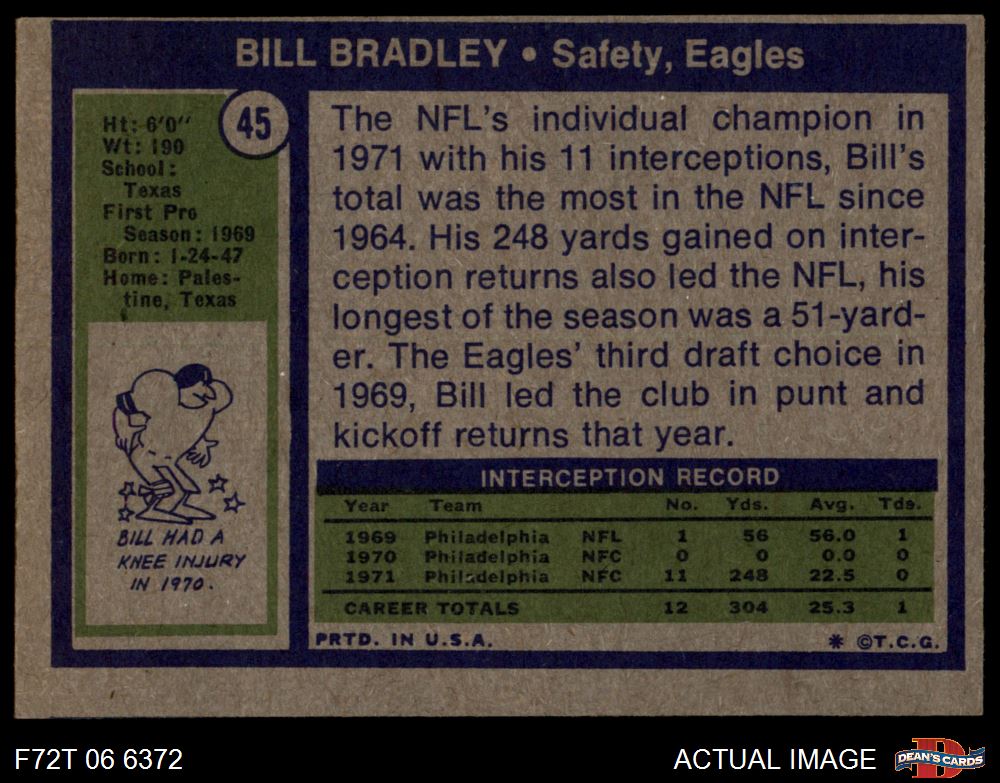 BILL BRADLEY • Safety, Eagles
45
Ht: 6'0"
Wt: 190
School:
Texas
First Pro
Season: 1969
Born: 1-24-47
Home: Pales-
tine, Texas
BILL HAD A
KNEE INJURY
IN 1970.
The NFL's individual champion in
1971 with his 11 interceptions, Bill's
total was the most in the NFL since
1964. His 248 yards gained on inter-
ception returns also led the NFL, his
longest of the season was a 51-yard-
er. The Eagles' third draft choice in
1969, Bill led the club in punt and
kickoff returns that year.
INTERCEPTION RECORD
Year Team No. Yds. Avg. Tds.
1969 Philadelphia NFL 1 56 56.0 1
1970 Philadelphia NFC 0 0 0.0 0
1971 Philadelphia NFC 11 248 22.5 0
CAREER TOTALS 12 304 25.3 1
PRTD. IN U.S.A. * ©T.C.G.
F72T 06 6372 ACTUAL IMAGE
D
DEAN'S CARDS